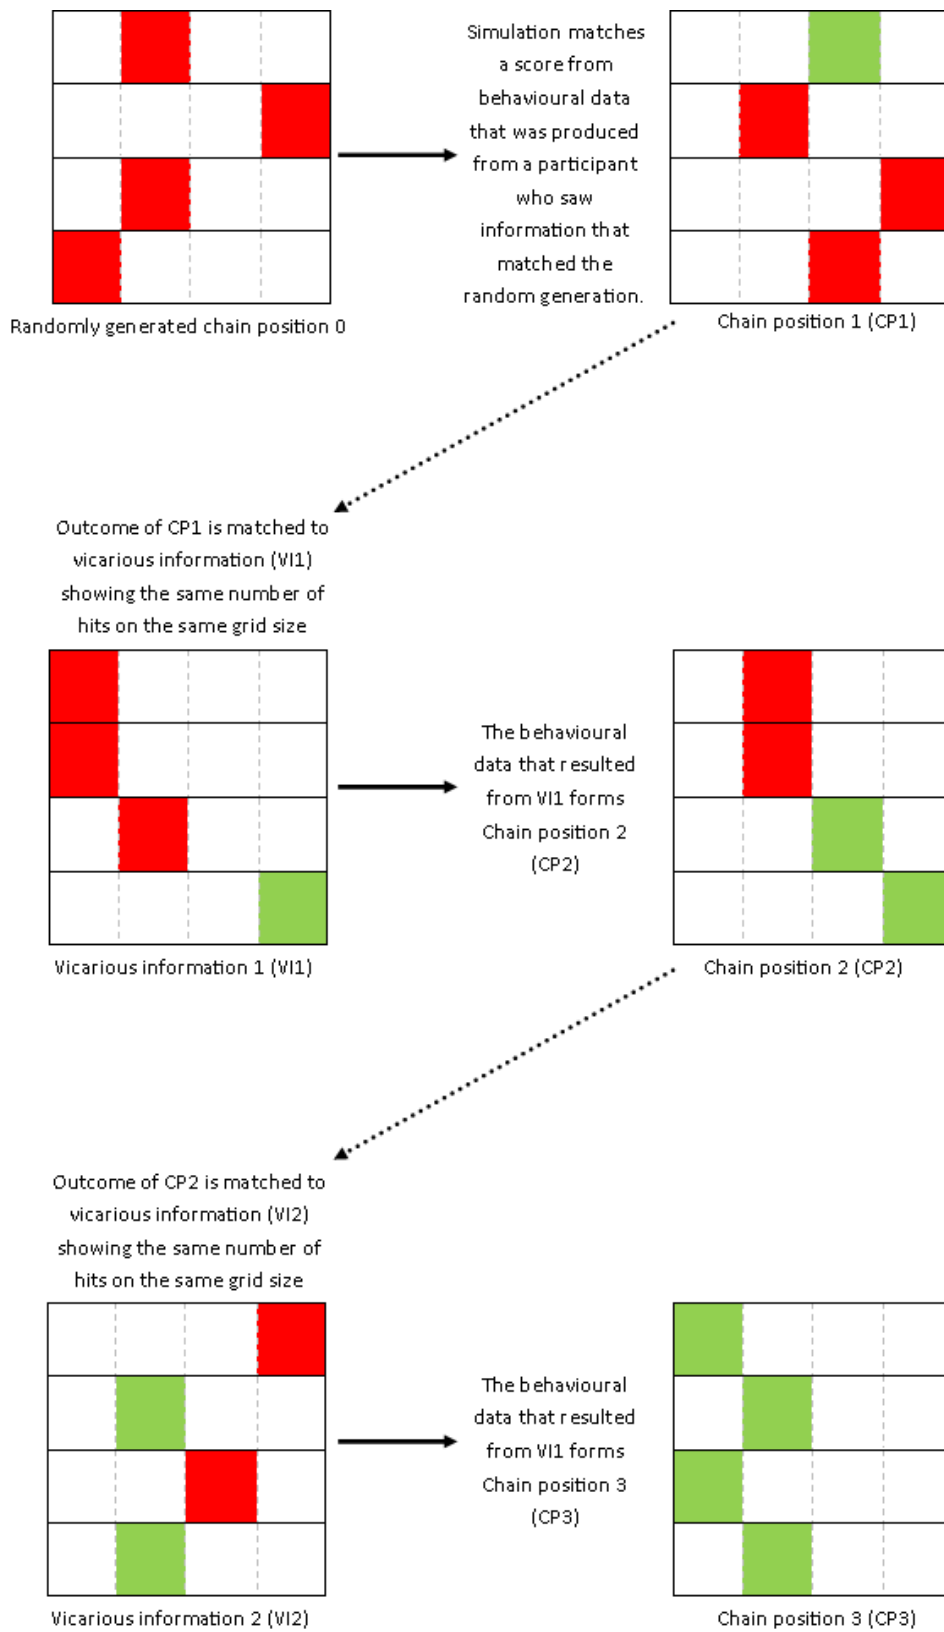 Simulation matches
a score from
behavioural data
that was produced
from a participant
who saw
information that
matched the
random generation.
Randomly generated chain position 0
Chain position 1 (CP1)
Outcome of CP1 is matched to
vicarious information (VI1)
showing the same number of
hits on the same grid size
The behavioural
data that resulted
from VI1 forms
Chain position 2
(CP2)
Vicarious information 1 (VI1)
Chain position 2 (CP2)
Outcome of CP2 is matched to
vicarious information (VI2)
showing the same number of
hits on the same grid size
The behavioural
data that resulted
from VI1 forms
Chain position 3
(CP3)
Vicarious information 2 (VI2)
Chain position 3 (CP3)